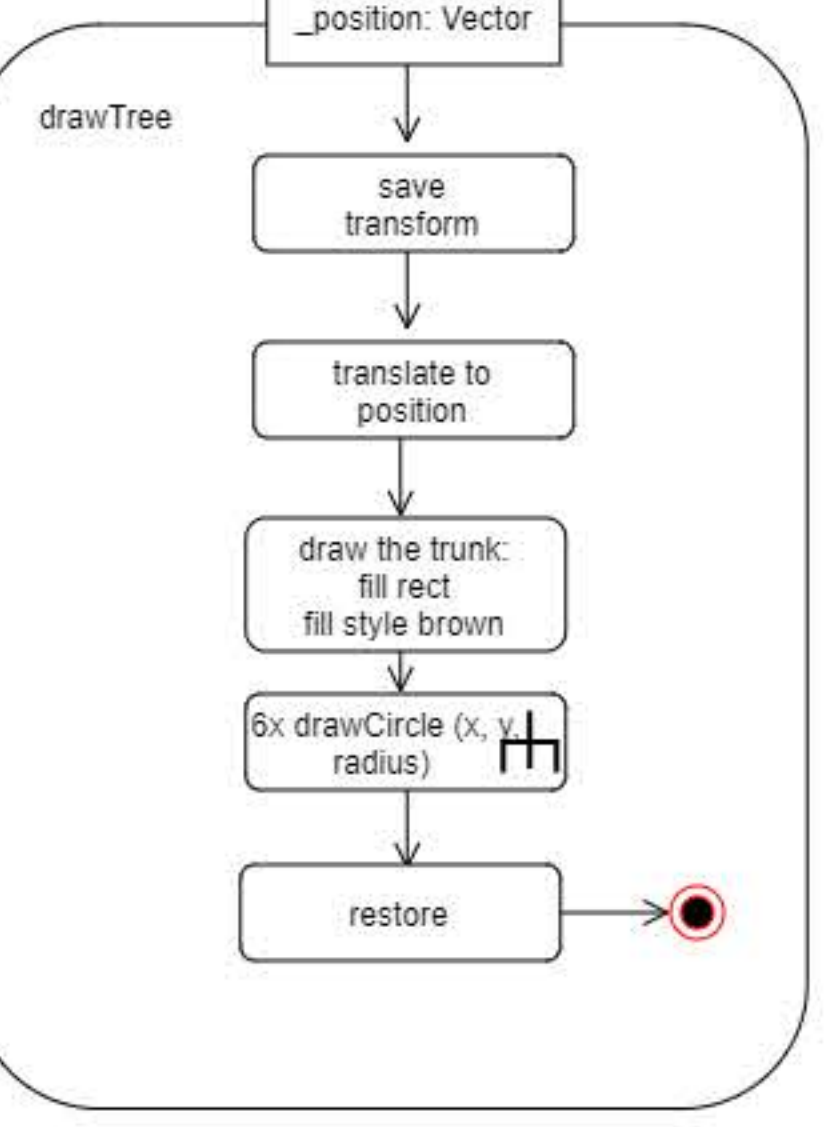 _position: Vector
drawTree
save
transform
translate to
position
draw the trunk:
fill rect
fill style brown
6x drawCircle (x, y,
radius)
restore